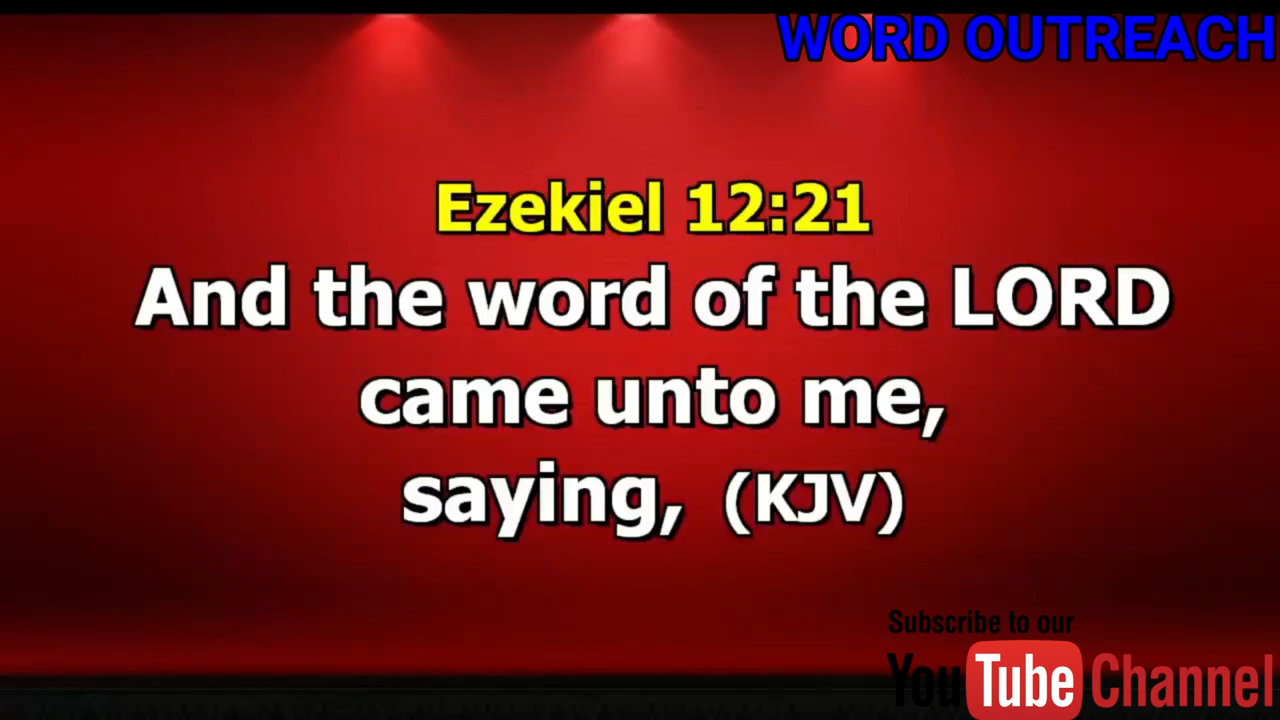 WORD OUTREACH
Ezekiel 12:21
And the word of the LORD
came unto me,
saying, (KJV)
Subscribe to our
YouTube Channel